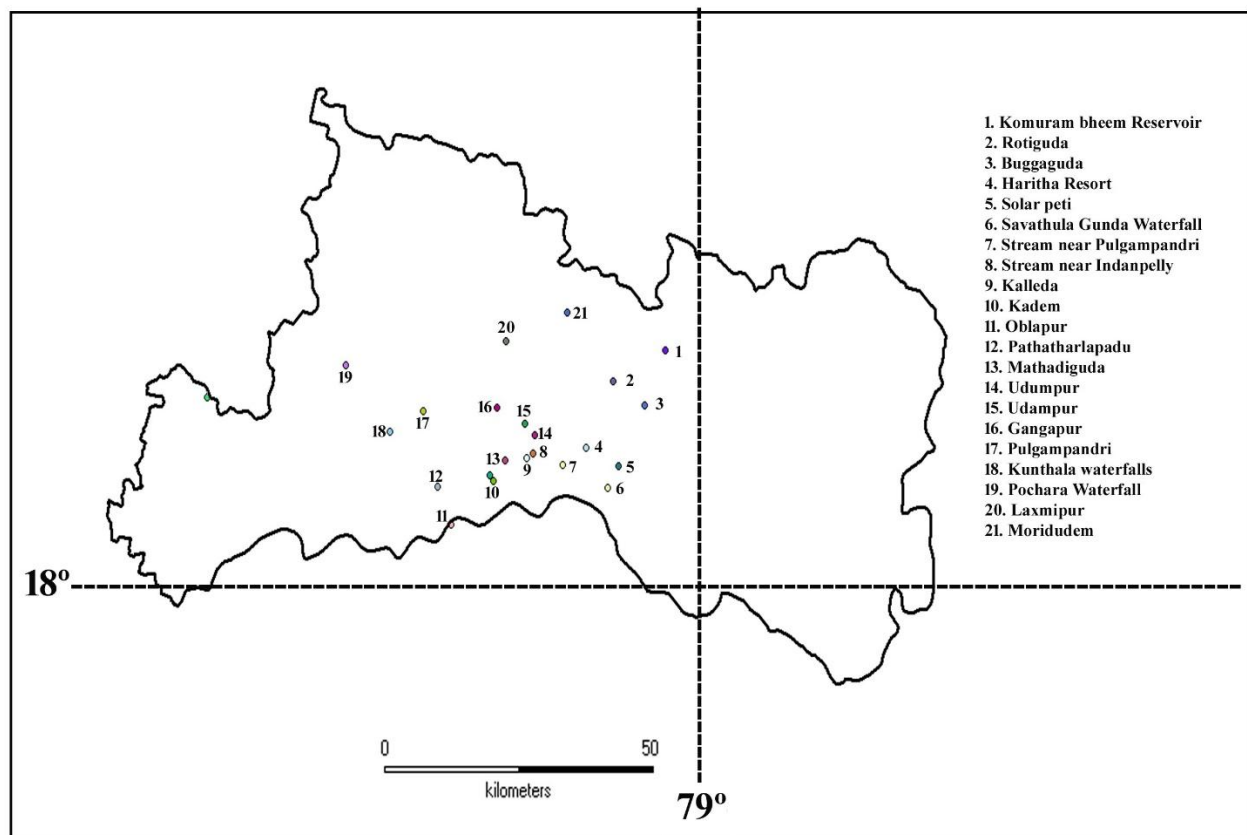 1. Komuram bheem Reservoir
2. Rotiguda
3. Buggaguda
4. Haritha Resort
5. Solar peti
6. Savathula Gunda Waterfall
7. Stream near Pulgampandri
8. Stream near Indanpelly
9. Kalleda
10. Kadem
11. Oblapur
12. Pathatharlapadu
13. Mathadiguda
14. Udumpur
15. Udampur
16. Gangapur
17. Pulgampandri
18. Kunthala waterfalls
19. Pochara Waterfall
20. Laxmipur
21. Moridudem
21
20
1
19
2
3
16
15
17
14
18
4
8
13
9
7
5
12
10
6
11
18º
0 50
kilometers
79º